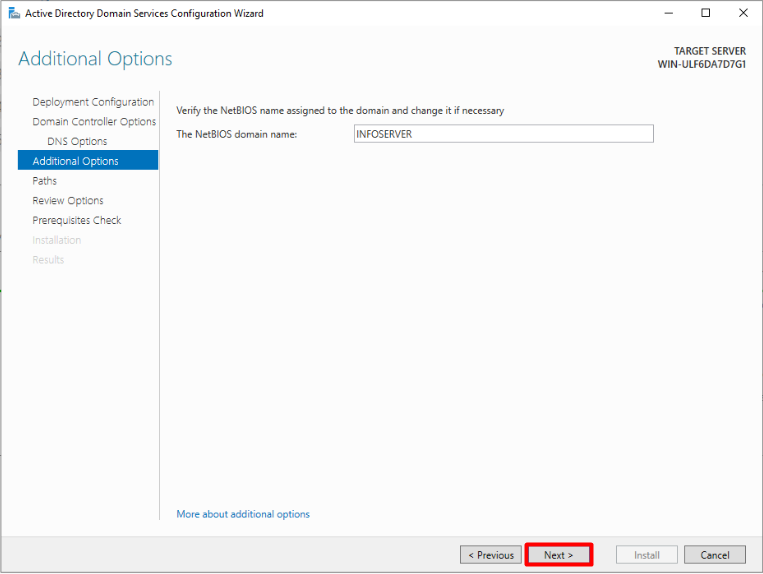 Active Directory Domain Services Configuration Wizard
Additional Options
TARGET SERVER
WIN-ULF6DA7D7G1
Deployment Configuration
Domain Controller Options
DNS Options
Additional Options
Paths
Review Options
Prerequisites Check
Installation
Results
Verify the NetBIOS name assigned to the domain and change it if necessary
The NetBIOS domain name: INFOSERVER
More about additional options
< Previous Next > Install Cancel